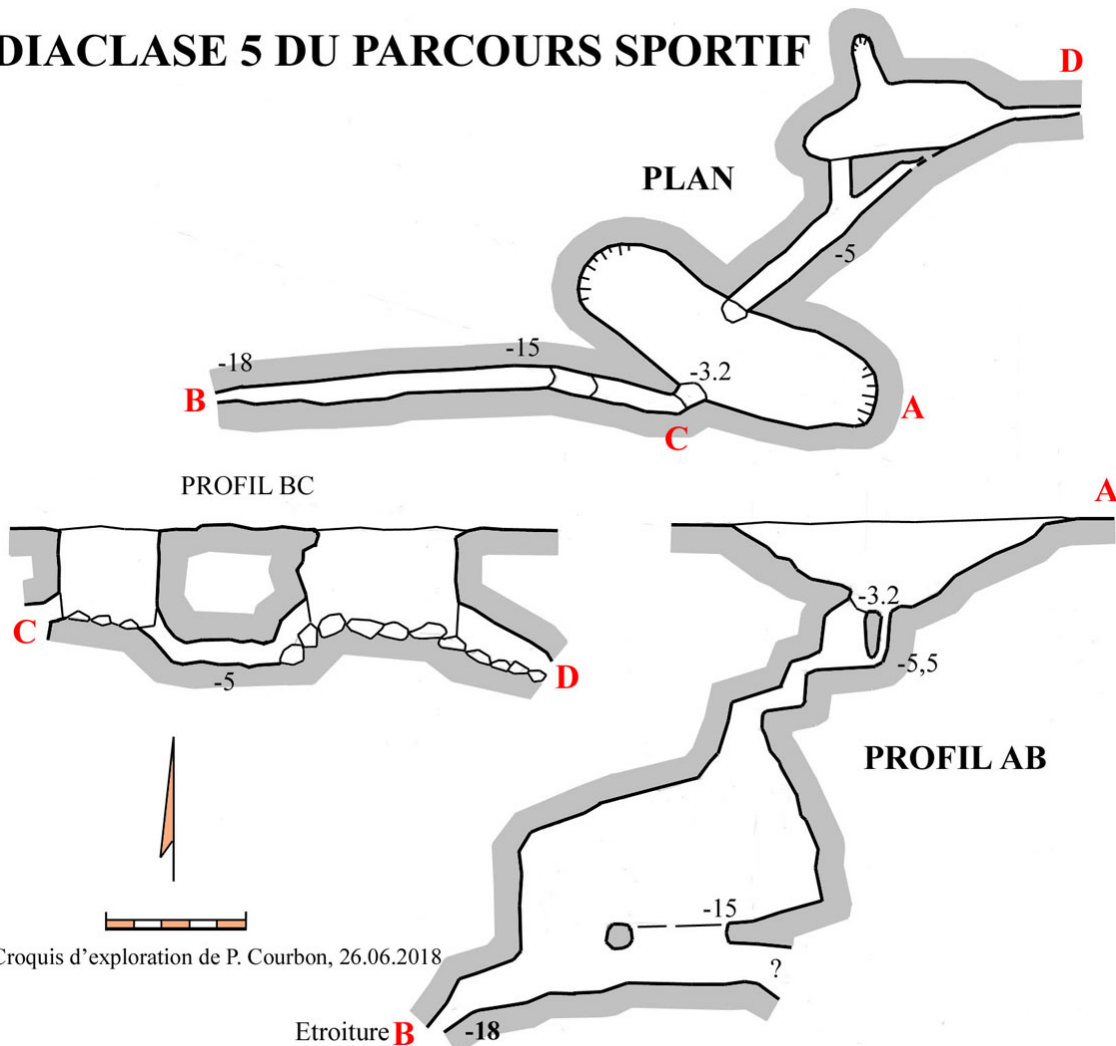 DIACLASE 5 DU PARCOURS SPORTIF
D
PLAN
-5
-18
-15
-3.2
B
A
C
PROFIL BC
A
-3.2
C
-5
D
-5,5
PROFIL AB
-15
Croquis d'exploration de P. Courbon, 26.06.2018
?
Etroiture B -18